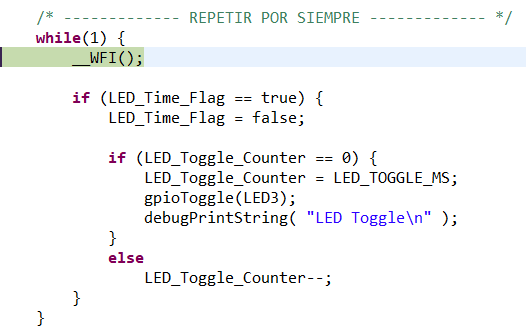 /* ------------- REPETIR POR SIEMPRE ------------- */
while(1) {
__WFI();
if (LED_Time_Flag == true) {
LED_Time_Flag = false;
if (LED_Toggle_Counter == 0) {
LED_Toggle_Counter = LED_TOGGLE_MS;
gpioToggle(LED3);
debugPrintString( "LED Toggle\n" );
}
else
LED_Toggle_Counter--;
}
}